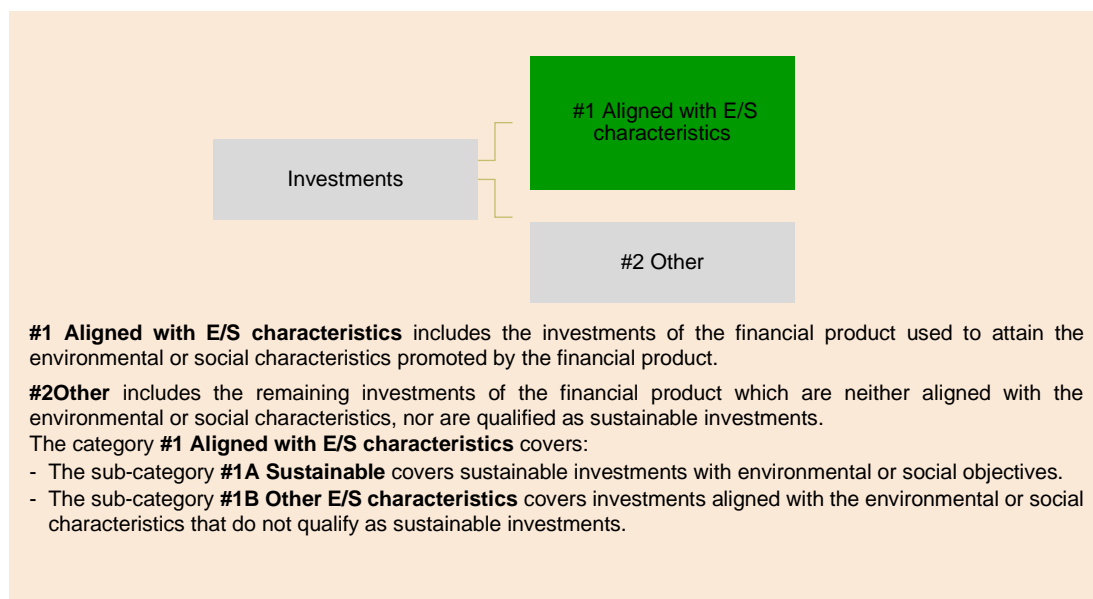 #1 Aligned with E/S
characteristics
Investments
#2 Other
#1 Aligned with E/S characteristics includes the investments of the financial product used to attain the
environmental or social characteristics promoted by the financial product.
#2Other includes the remaining investments of the financial product which are neither aligned with the
environmental or social characteristics, nor are qualified as sustainable investments.
The category #1 Aligned with E/S characteristics covers:
- The sub-category #1A Sustainable covers sustainable investments with environmental or social objectives.
- The sub-category #1B Other E/S characteristics covers investments aligned with the environmental or social
characteristics that do not qualify as sustainable investments.